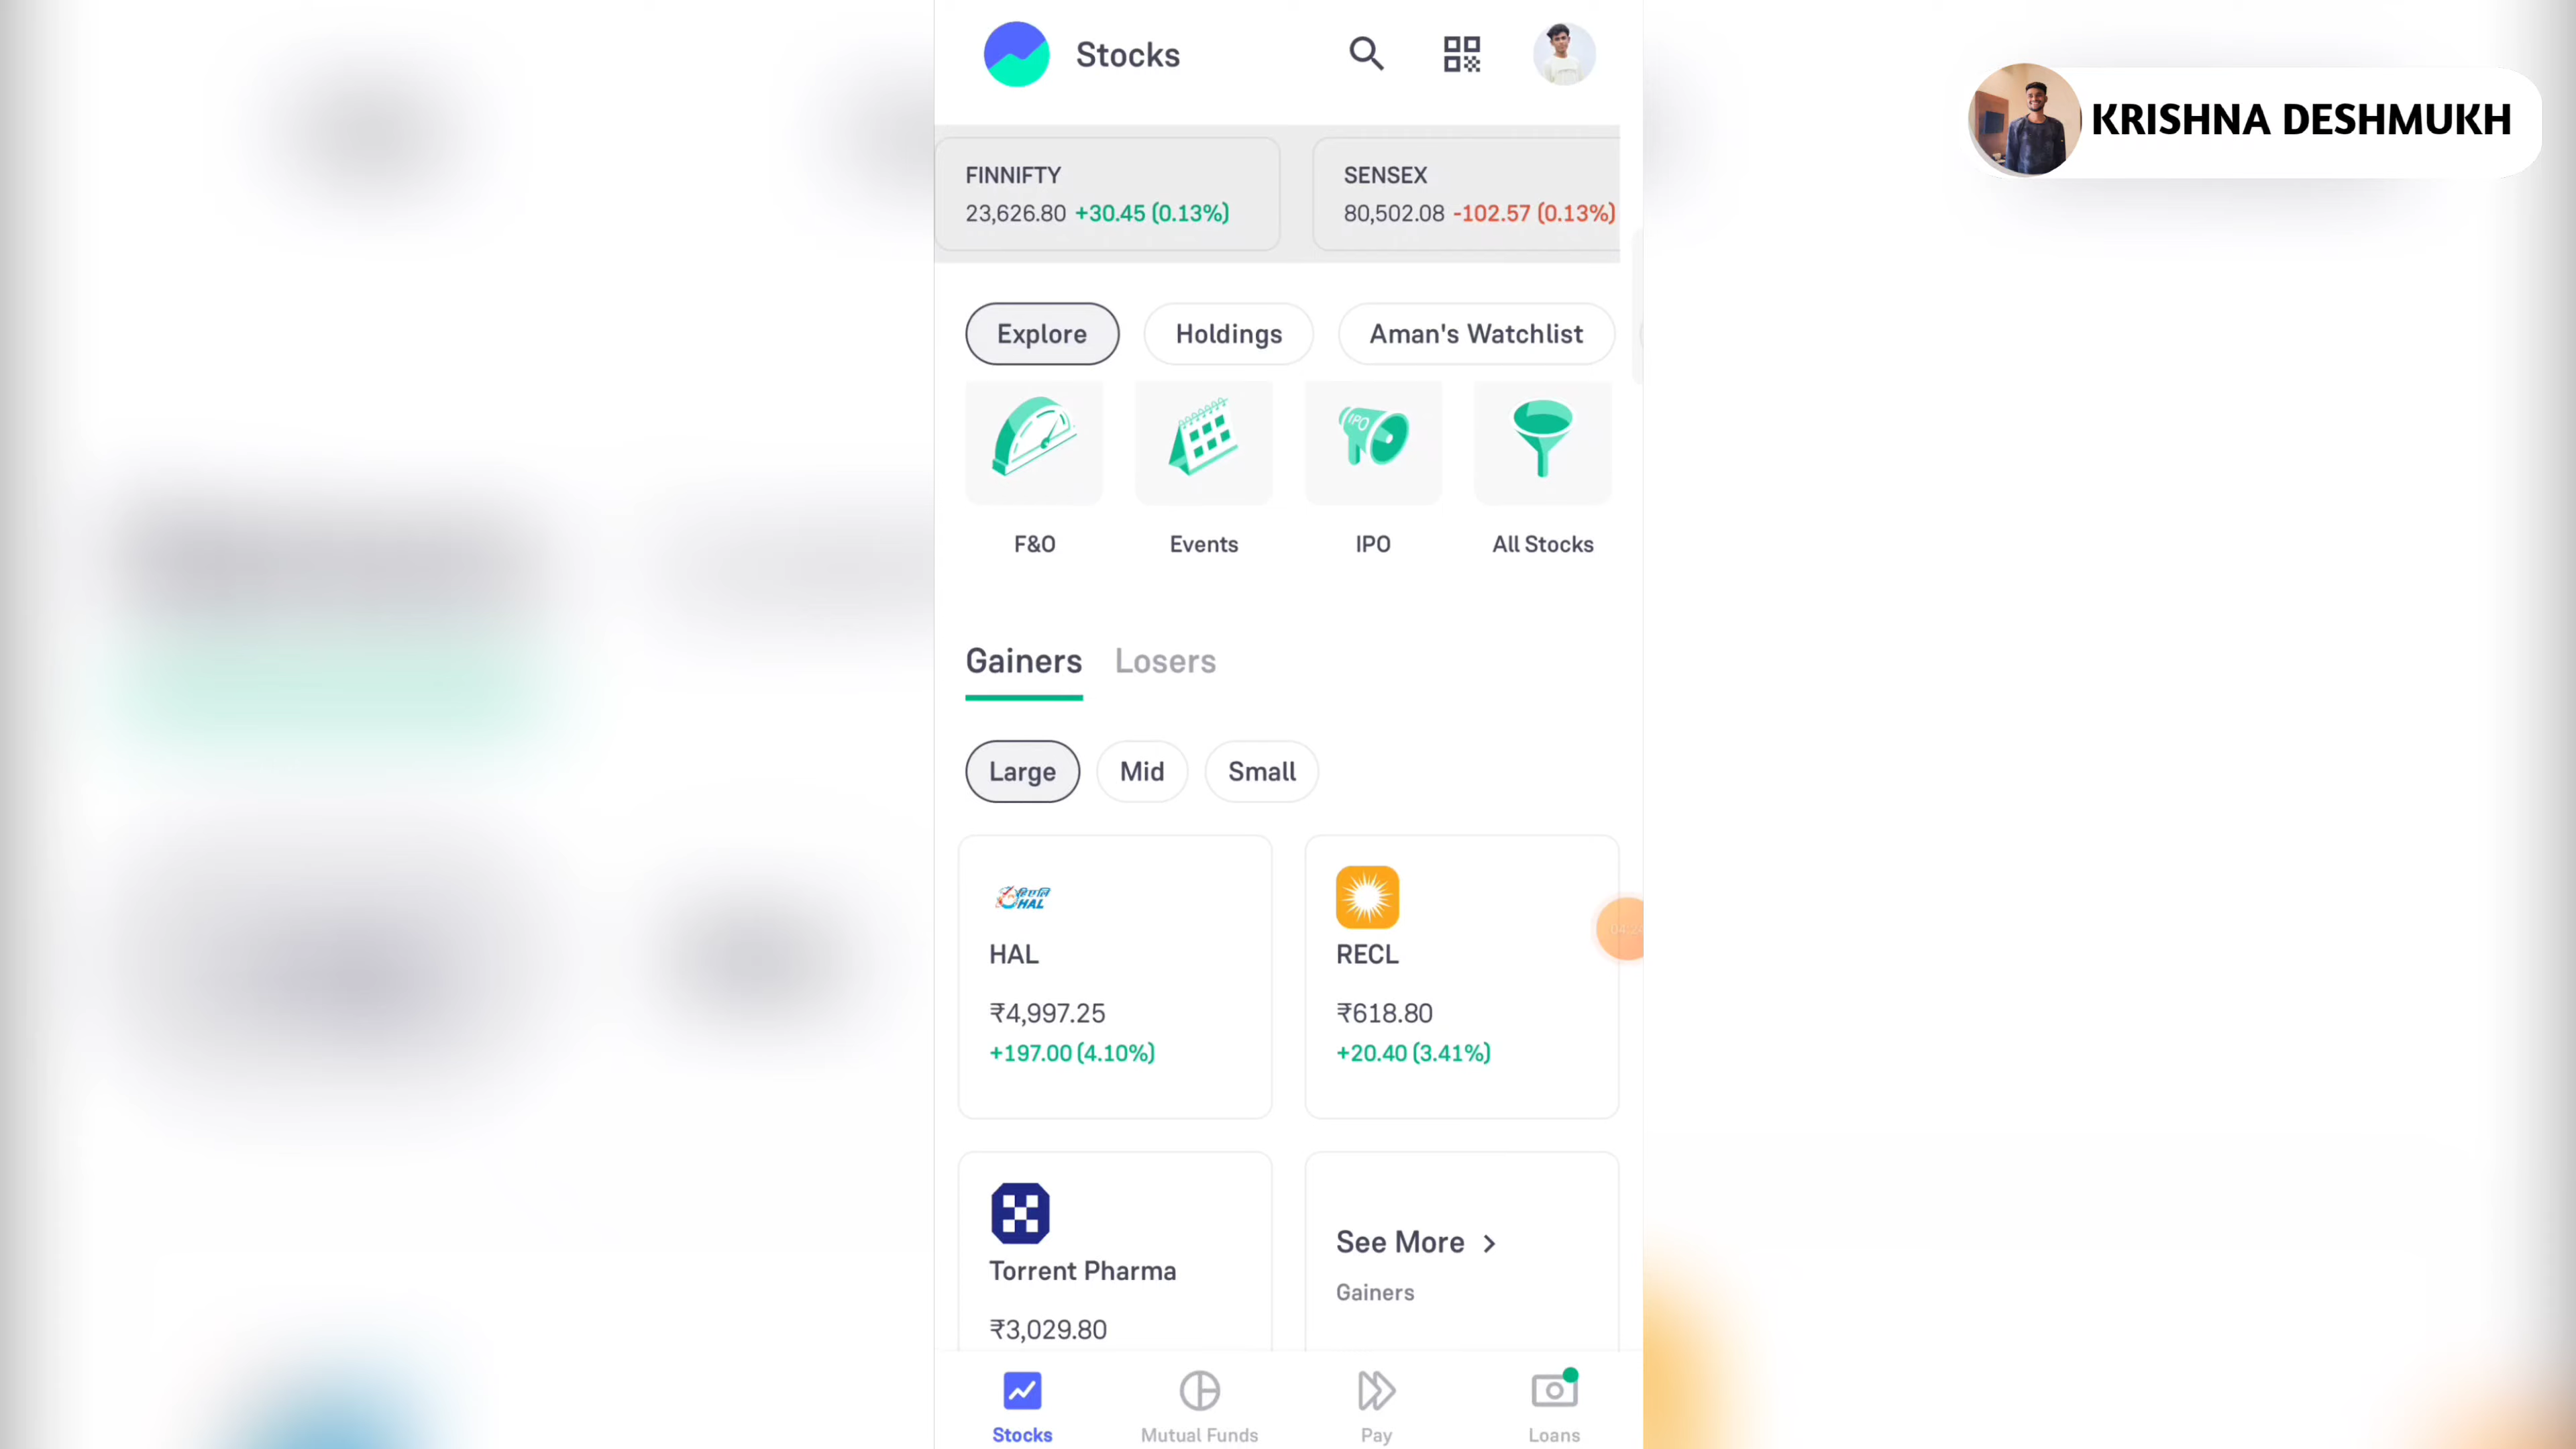 Stocks
KRISHNA DESHMUKH
FINNIFTY
23,626.80 +30.45 (0.13%)
SENSEX
80,502.08 -102.57 (0.13%)
Explore
Holdings
Aman's Watchlist
IPO
F&O
Events
IPO
All Stocks
Gainers
Losers
Large
Mid
Small
हिएलि
HAL
HAL
₹4,997.25
+197.00 (4.10%)
RECL
₹618.80
+20.40 (3.41%)
Torrent Pharma
₹3,029.80
See More >
Gainers
Stocks
Mutual Funds
Pay
Loans